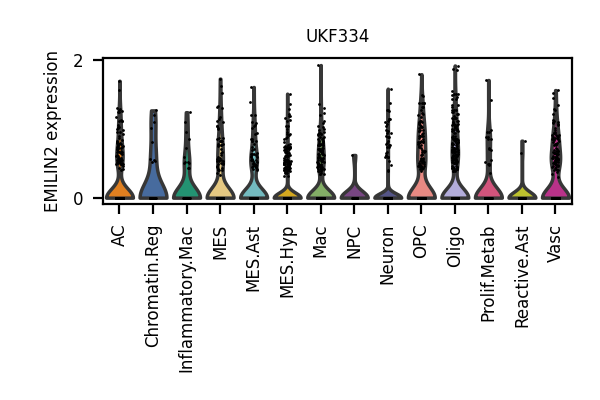 UKF334
EMILIN2 expression
2
0
AC
Chromatin.Reg
Inflammatory.Mac
MES
MES.Ast
MES.Hyp
Mac
NPC
Neuron
OPC
Oligo
Prolif.Metab
Reactive.Ast
Vasc